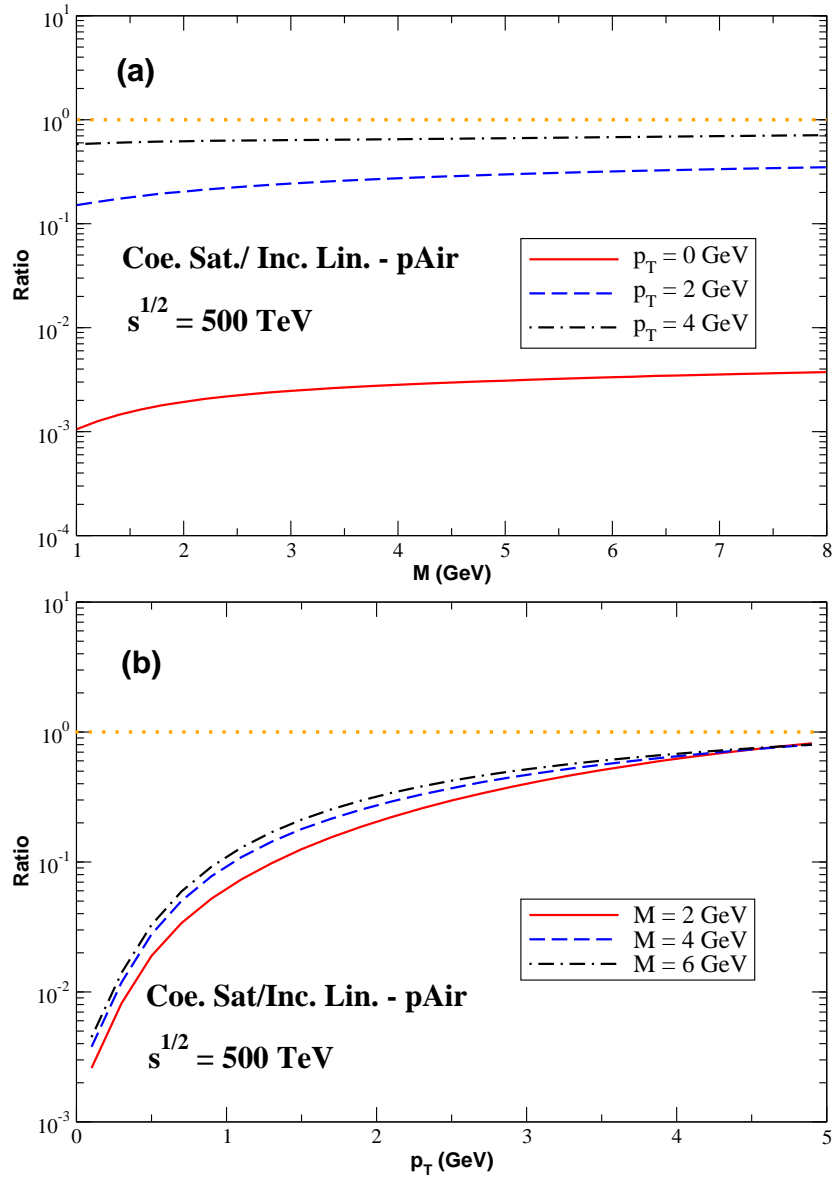 10^1
(a)
10^0
10^-1
Ratio
Coe. Sat./ Inc. Lin. - pAir
s^1/2 = 500 TeV
p_T = 0 GeV
p_T = 2 GeV
p_T = 4 GeV
10^-2
10^-3
10^-4
1 2 3 4 5 6 7 8
M (GeV)
10^1
(b)
10^0
10^-1
Ratio
M = 2 GeV
M = 4 GeV
M = 6 GeV
10^-2
Coe. Sat/Inc. Lin. - pAir
s^1/2 = 500 TeV
10^-3
0 1 2 3 4 5
p_T (GeV)